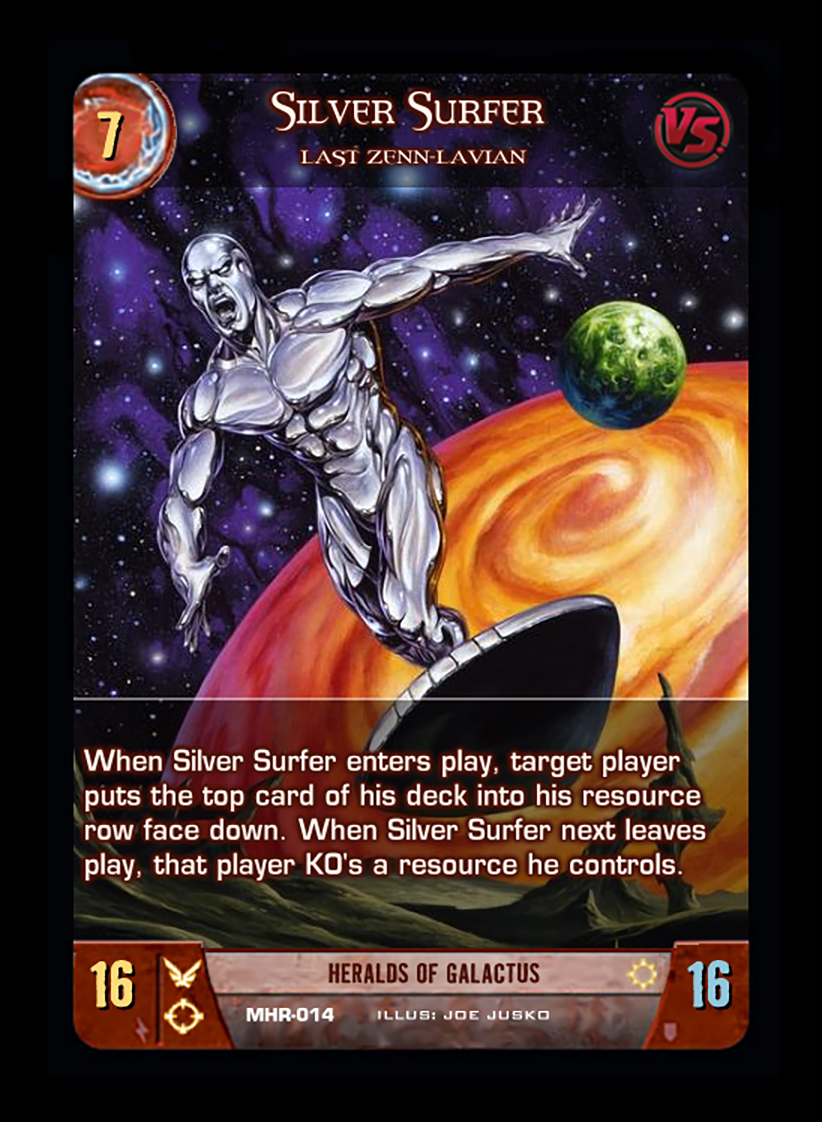 7
SILVER SURFER
VS.
LAST ZENN-LAVIAN
When Silver Surfer enters play, target player
puts the top card of his deck into his resource
row face down. When Silver Surfer next leaves
play, that player KO's a resource he controls.
16
HERALDS OF GALACTUS
16
MHR-014 ILLUS: JOE JUSKO